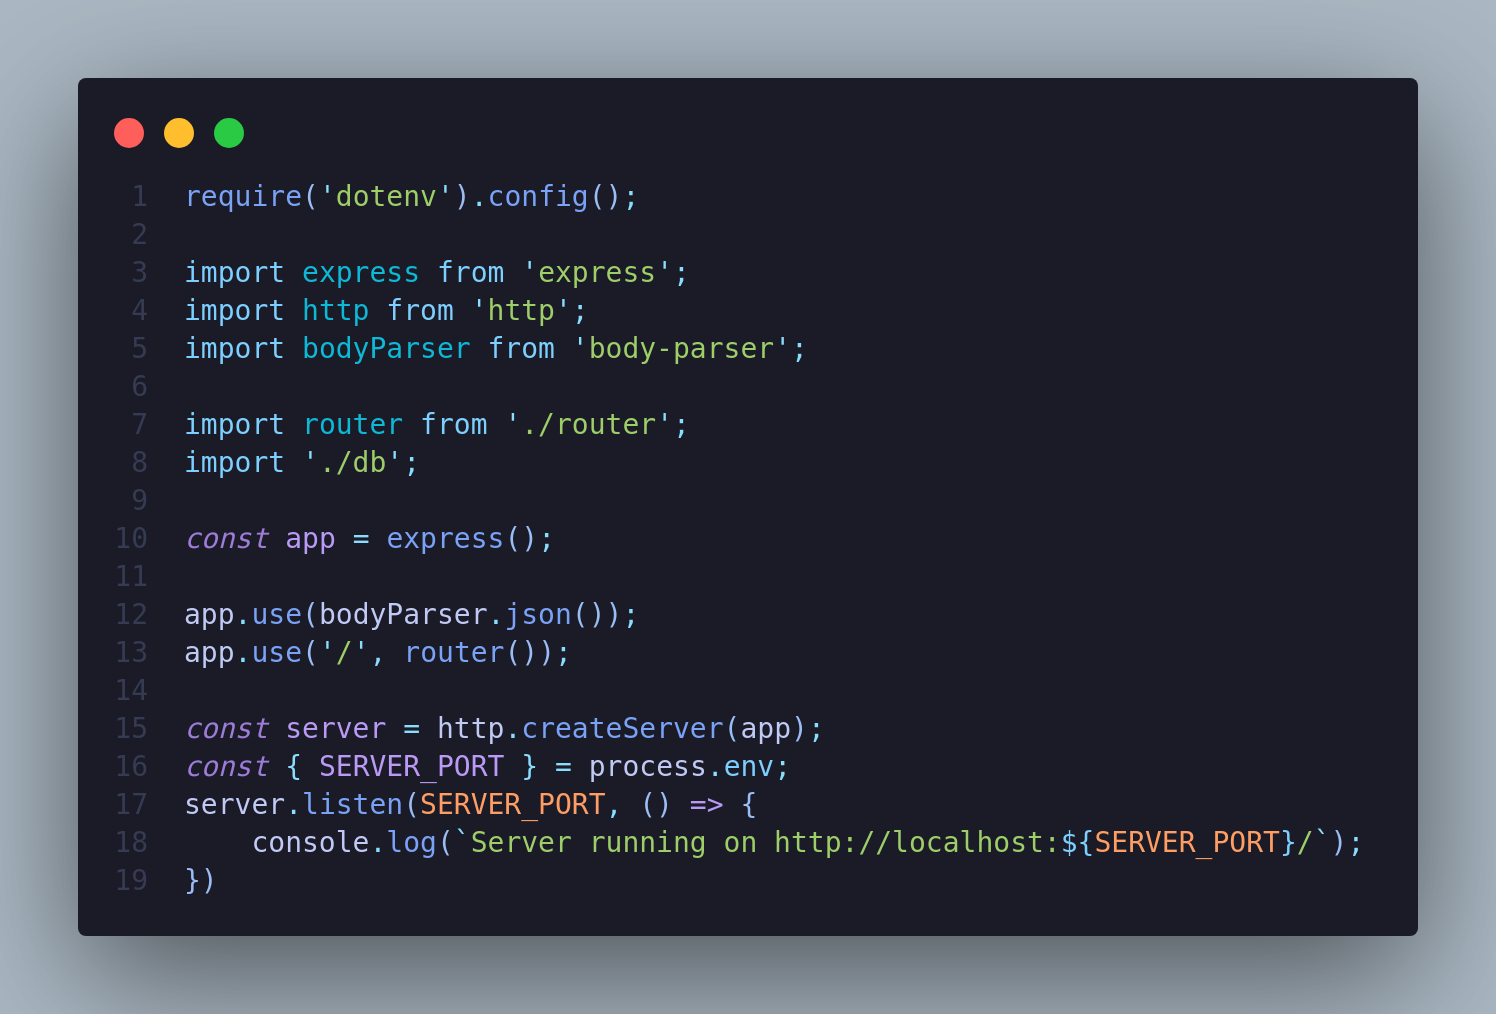 1 require('dotenv').config();
2
3 import express from 'express';
4 import http from 'http';
5 import bodyParser from 'body-parser';
6
7 import router from './router';
8 import './db';
9
10 const app = express();
11
12 app.use(bodyParser.json());
13 app.use('/', router());
14
15 const server = http.createServer(app);
16 const { SERVER_PORT } = process.env;
17 server.listen(SERVER_PORT, () => {
18     console.log(`Server running on http://localhost:${SERVER_PORT}/`);
19 })